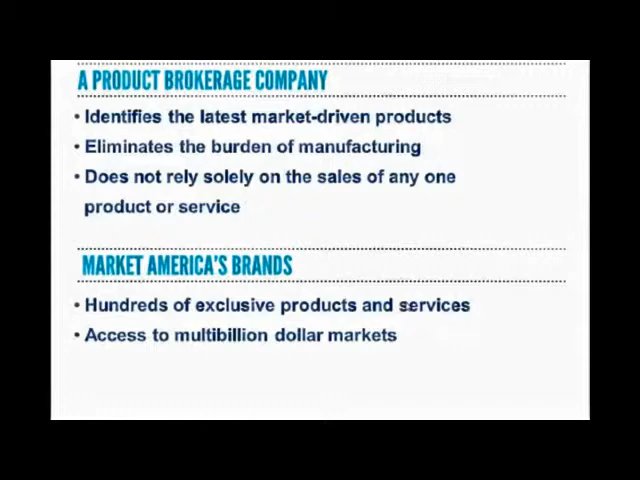 A PRODUCT BROKERAGE COMPANY
• Identifies the latest market-driven products
• Eliminates the burden of manufacturing
• Does not rely solely on the sales of any one
product or service
MARKET AMERICA'S BRANDS
• Hundreds of exclusive products and services
• Access to multibillion dollar markets